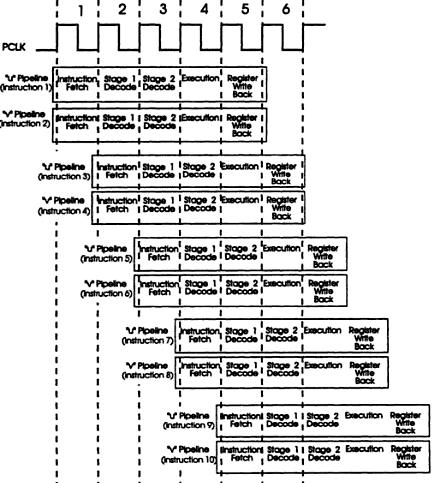 1 2 3 4 5 6
PCLK
"u" Pipeline Instruction Stage 1 Stage 2 Execution Register
(Instruction 1) Fetch Decode Decode Write
Back
"v" Pipeline Instruction Stage 1 Stage 2 Execution Register
(Instruction 2) Fetch Decode Decode Write
Back
"u" Pipeline Instruction Stage 1 Stage 2 Execution Register
(Instruction 3) Fetch Decode Decode Write
Back
"v" Pipeline Instruction Stage 1 Stage 2 Execution Register
(Instruction 4) Fetch Decode Decode Write
Back
"u" Pipeline Instruction Stage 1 Stage 2 Execution Register
(Instruction 5) Fetch Decode Decode Write
Back
"v" Pipeline Instruction Stage 1 Stage 2 Execution Register
(Instruction 6) Fetch Decode Decode Write
Back
"u" Pipeline Instruction Stage 1 Stage 2 Execution Register
(Instruction 7) Fetch Decode Decode Write
Back
"v" Pipeline Instruction Stage 1 Stage 2 Execution Register
(Instruction 8) Fetch Decode Decode Write
Back
"u" Pipeline Instruction Stage 1 Stage 2 Execution Register
(Instruction 9) Fetch Decode Decode Write
Back
"v" Pipeline Instruction Stage 1 Stage 2 Execution Register
(Instruction 10) Fetch Decode Decode Write
Back